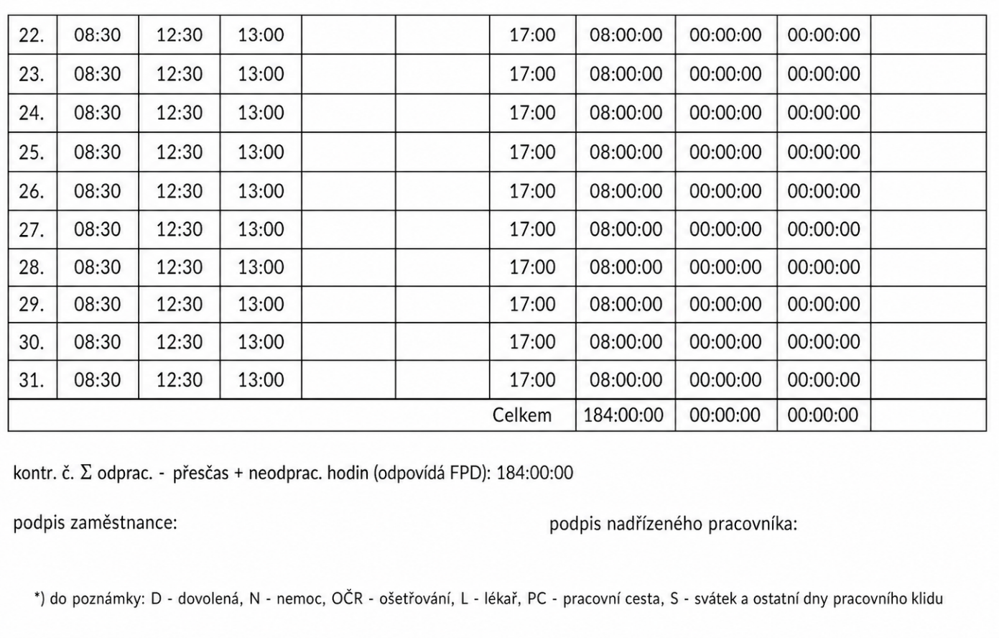 22. 08:30 12:30 13:00 17:00 08:00:00 00:00:00 00:00:00
23. 08:30 12:30 13:00 17:00 08:00:00 00:00:00 00:00:00
24. 08:30 12:30 13:00 17:00 08:00:00 00:00:00 00:00:00
25. 08:30 12:30 13:00 17:00 08:00:00 00:00:00 00:00:00
26. 08:30 12:30 13:00 17:00 08:00:00 00:00:00 00:00:00
27. 08:30 12:30 13:00 17:00 08:00:00 00:00:00 00:00:00
28. 08:30 12:30 13:00 17:00 08:00:00 00:00:00 00:00:00
29. 08:30 12:30 13:00 17:00 08:00:00 00:00:00 00:00:00
30. 08:30 12:30 13:00 17:00 08:00:00 00:00:00 00:00:00
31. 08:30 12:30 13:00 17:00 08:00:00 00:00:00 00:00:00
Celkem 184:00:00 00:00:00 00:00:00
kontr. č. Σ odprac. - přesčas + neodprac. hodin (odpovídá FPD): 184:00:00
podpis zaměstnance: podpis nadřízeného pracovníka:
*) do poznámky: D - dovolená, N - nemoc, OČR - ošetřování, L - lékař, PC - pracovní cesta, S - svátek a ostatní dny pracovního klidu